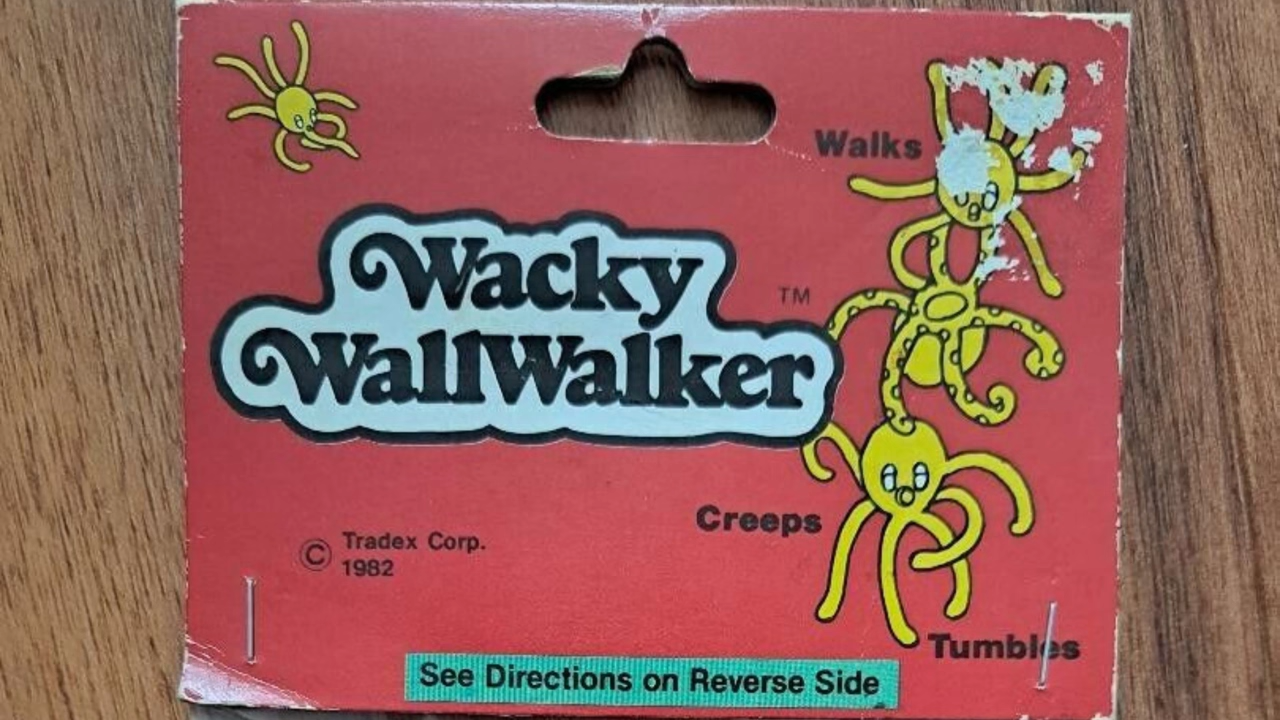 Walks
Wacky
WallWalker
TM
Creeps
© Tradex Corp.
1982
Tumbles
See Directions on Reverse Side